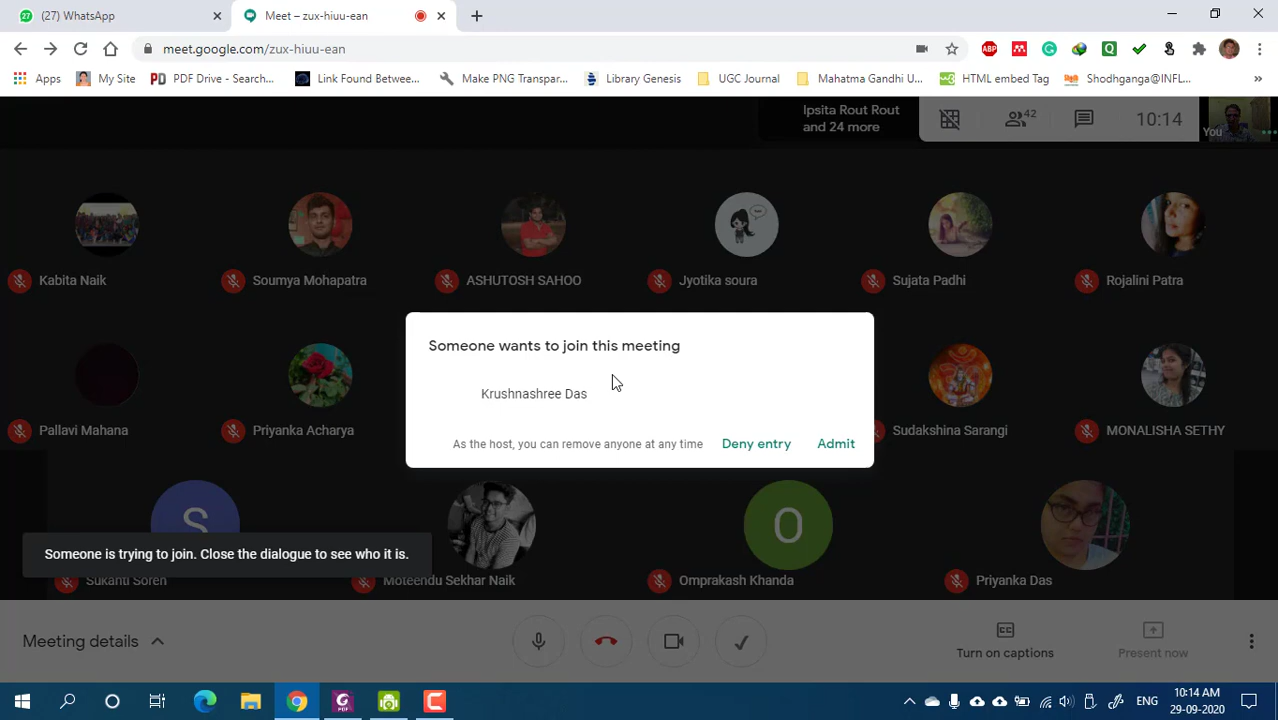 (27) WhatsApp
Meet – zux-hiuu-ean
meet.google.com/zux-hiuu-ean
ABP
Apps
My Site
PDF Drive - Search...
Link Found Betwee...
Make PNG Transpar...
Library Genesis
UGC Journal
Mahatma Gandhi U...
HTML embed Tag
Shodhganga@INFL...
Ipsita Rout Rout
and 24 more
42
10:14
You
Kabita Naik
Soumya Mohapatra
ASHUTOSH SAHOO
Jyotika soura
Sujata Padhi
Rojalini Patra
Someone wants to join this meeting
Krushnashree Das
As the host, you can remove anyone at any time
Deny entry
Admit
Pallavi Mahana
Priyanka Acharya
Sudakshina Sarangi
MONALISHA SETHY
S
O
Someone is trying to join. Close the dialogue to see who it is.
Sukanti Soren
Moteendu Sekhar Naik
Omprakash Khanda
Priyanka Das
Meeting details
Turn on captions
Present now
ENG
10:14 AM
29-09-2020